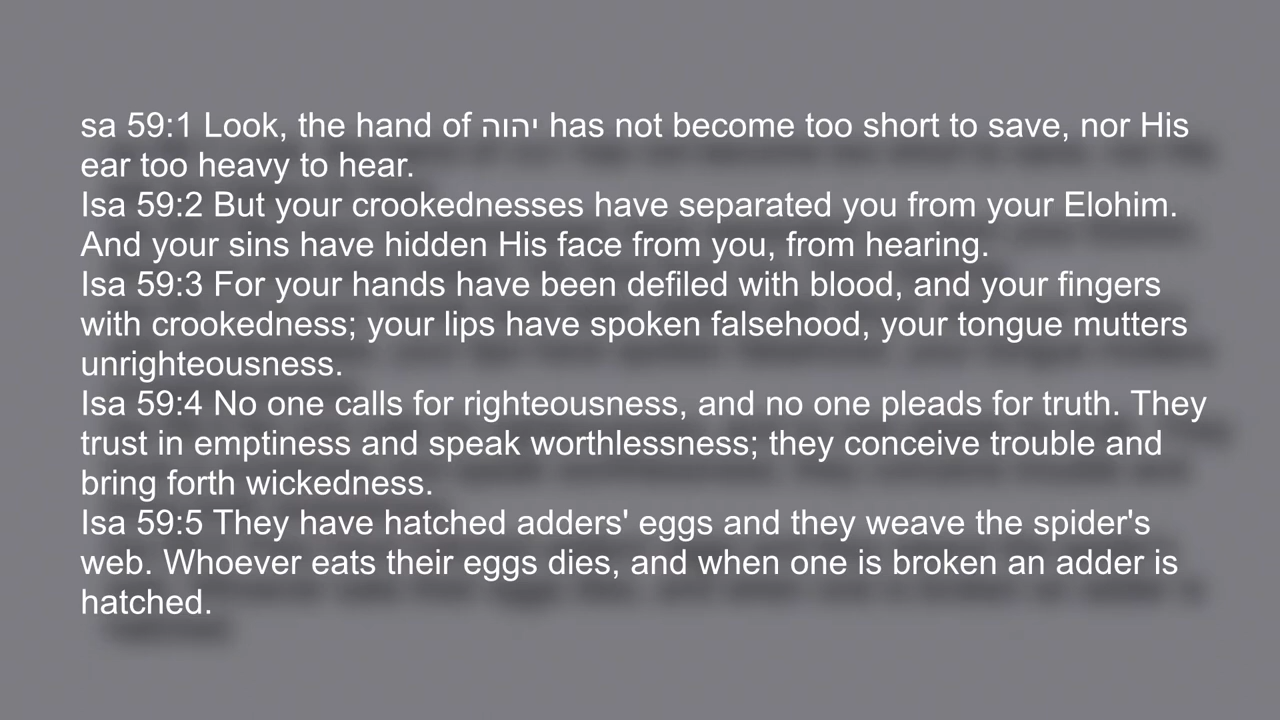 sa 59:1 Look, the hand of יהוה has not become too short to save, nor His
ear too heavy to hear.
Isa 59:2 But your crookednesses have separated you from your Elohim.
And your sins have hidden His face from you, from hearing.
Isa 59:3 For your hands have been defiled with blood, and your fingers
with crookedness; your lips have spoken falsehood, your tongue mutters
unrighteousness.
Isa 59:4 No one calls for righteousness, and no one pleads for truth. They
trust in emptiness and speak worthlessness; they conceive trouble and
bring forth wickedness.
Isa 59:5 They have hatched adders' eggs and they weave the spider's
web. Whoever eats their eggs dies, and when one is broken an adder is
hatched.